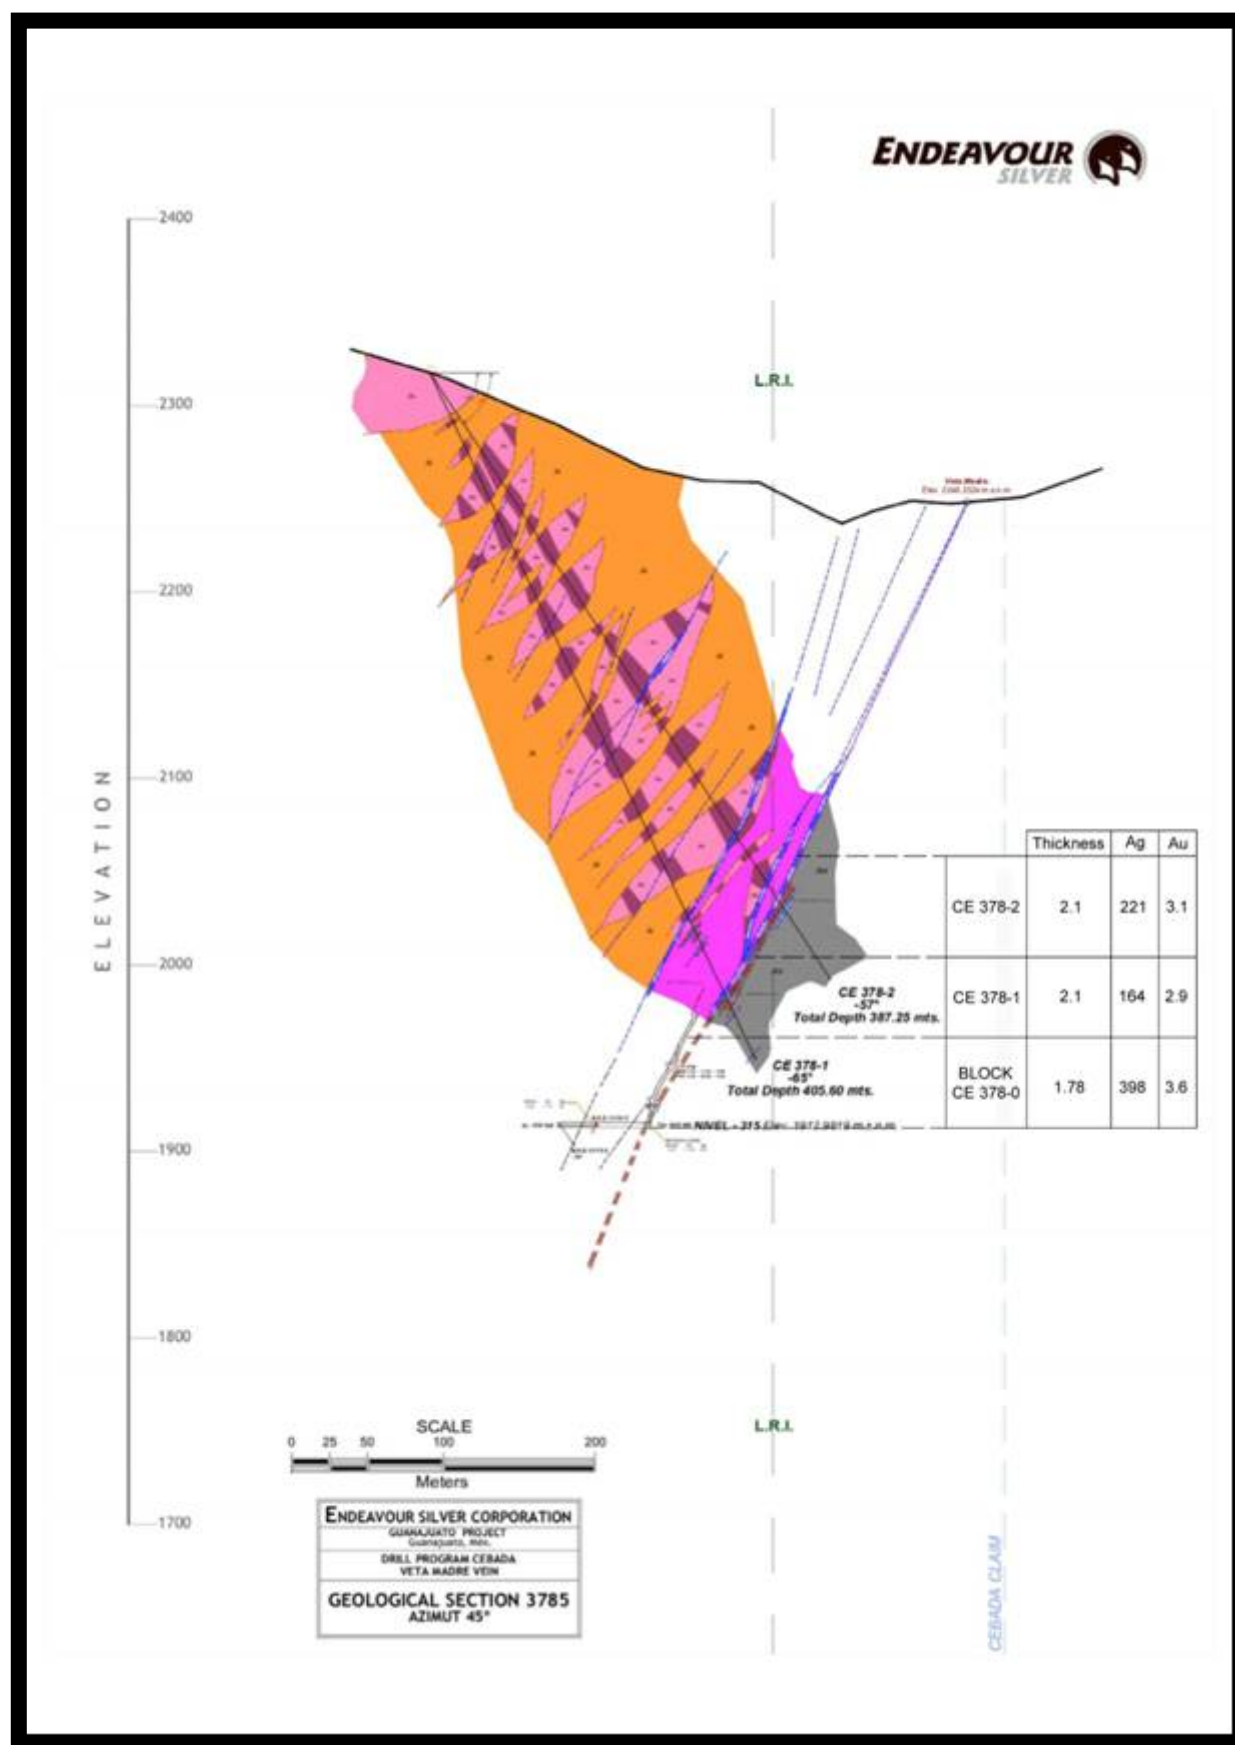 ENDEAVOUR
SILVER
2400
L.R.I.
2300
2200
2100
ELEVATION
Thickness Ag Au
CE 378-2 2.1 221 3.1
2000
CE 378-2
-57°
Total Depth 387.25 mts.
CE 378-1 2.1 164 2.9
CE 378-1
-65°
Total Depth 405.60 mts.
BLOCK
CE 378-0 1.78 398 3.6
NIVEL - 315
1900
1800
L.R.I.
SCALE
0 25 50 100 200
Meters
1700
ENDEAVOUR SILVER CORPORATION
GUANAJUATO PROJECT
Guanajuato, mex.
DRILL PROGRAM CEBADA
VETA MADRE VEIN
GEOLOGICAL SECTION 3785
AZIMUT 45°
CEBADA CLAIM